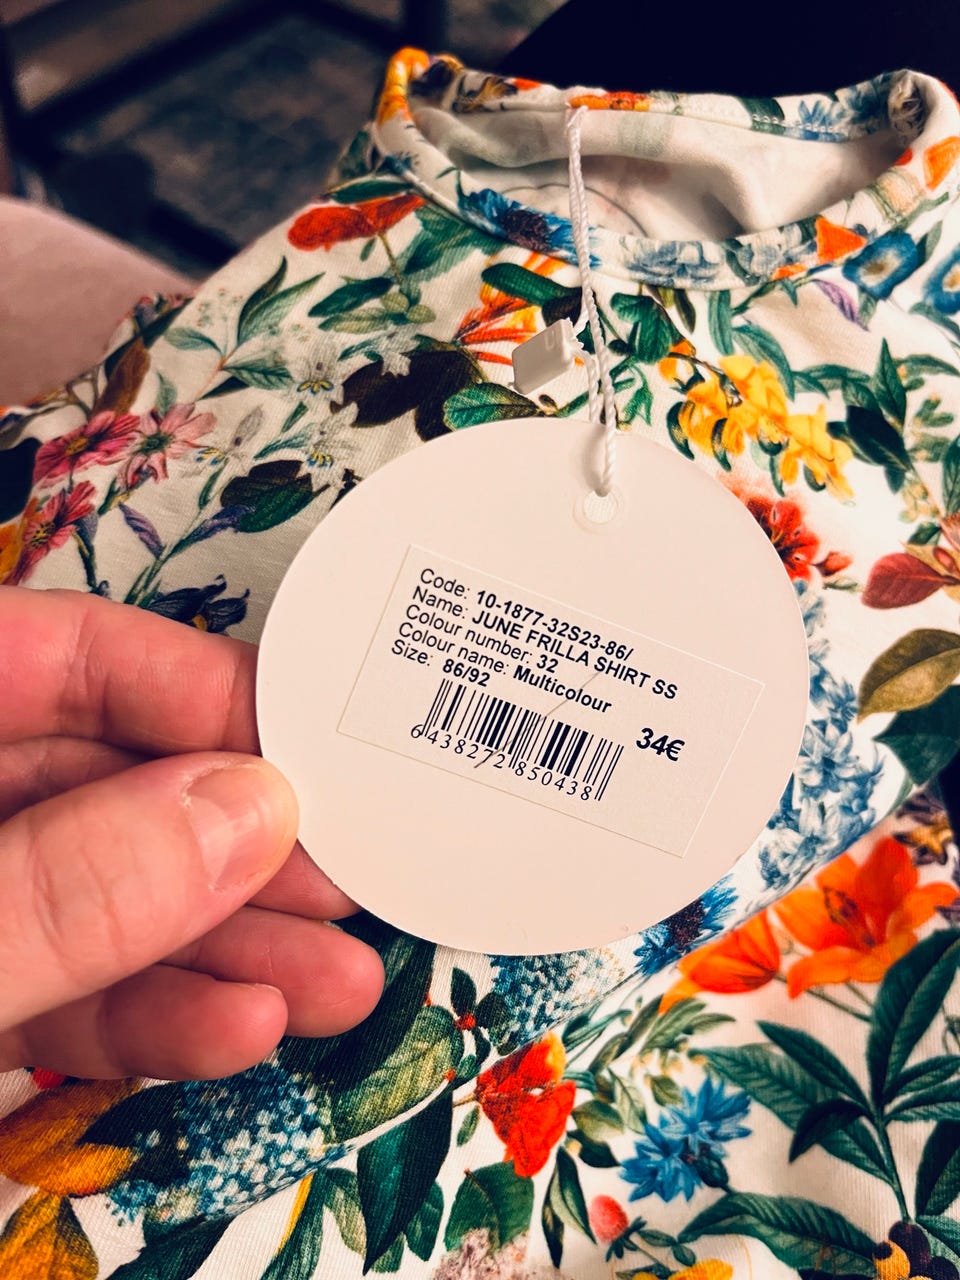 Code: 10-1877-32S23-86/
Name: JUNE FRILLA SHIRT SS
Colour number: 32
Colour name: Multicolour
Size: 86/92
34€
6438272850438